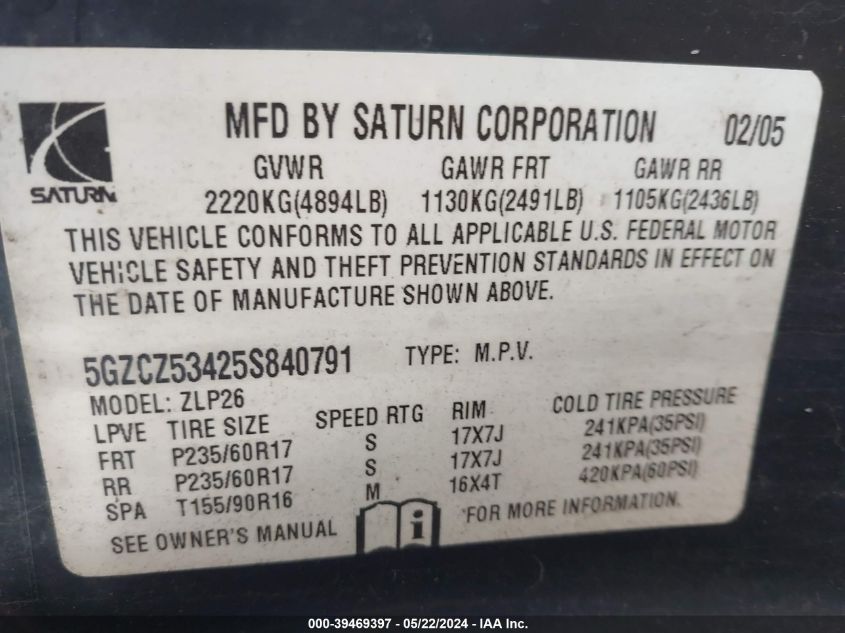 MFD BY SATURN CORPORATION 02/05
SATURN
GVWR GAWR FRT GAWR RR
2220KG(4894LB) 1130KG(2491LB) 1105KG(2436LB)
THIS VEHICLE CONFORMS TO ALL APPLICABLE U.S. FEDERAL MOTOR
VEHICLE SAFETY AND THEFT PREVENTION STANDARDS IN EFFECT ON
THE DATE OF MANUFACTURE SHOWN ABOVE.
5GZCZ53425S840791 TYPE: M.P.V.
MODEL: ZLP26
LPVE TIRE SIZE SPEED RTG RIM COLD TIRE PRESSURE
FRT P235/60R17 S 17X7J 241KPA(35PSI)
RR P235/60R17 S 17X7J 241KPA(35PSI)
SPA T155/90R16 M 16X4T 420KPA(60PSI)
SEE OWNER'S MANUAL i FOR MORE INFORMATION.
000-39469397 - 05/22/2024 - IAA Inc.